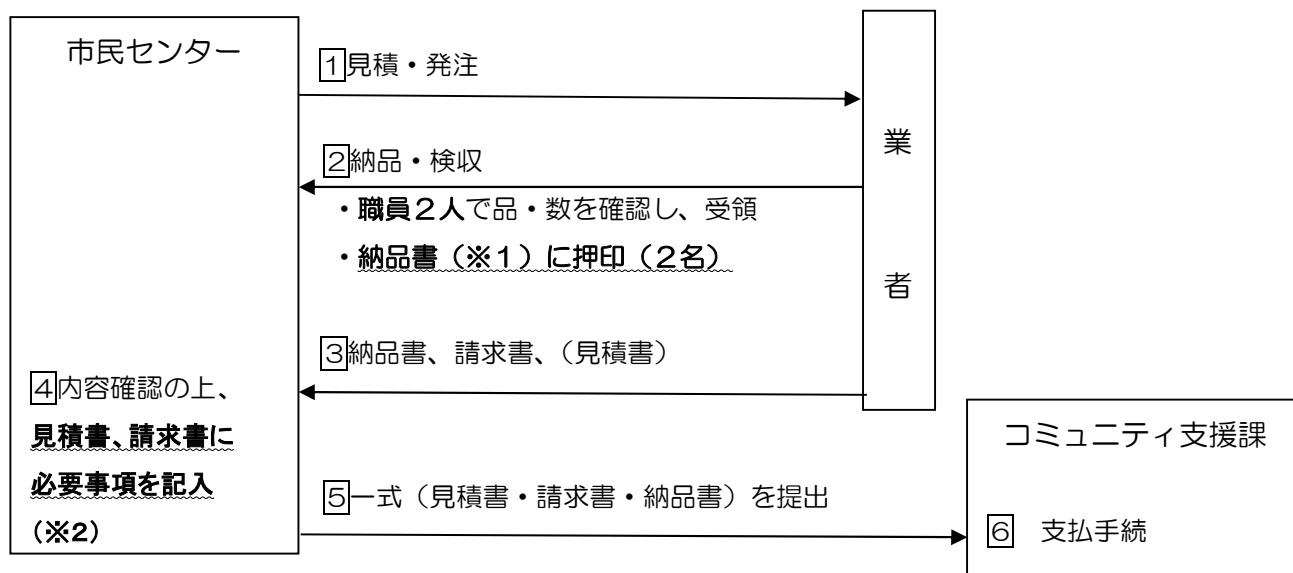 市民センター
1見積・発注
2納品・検収
・職員2人で品・数を確認し、受領
・納品書（※1）に押印（2名）
業者
3納品書、請求書、（見積書）
4内容確認の上、
見積書、請求書に
必要事項を記入
（※2）
5一式（見積書・請求書・納品書）を提出
コミュニティ支援課
6 支払手続